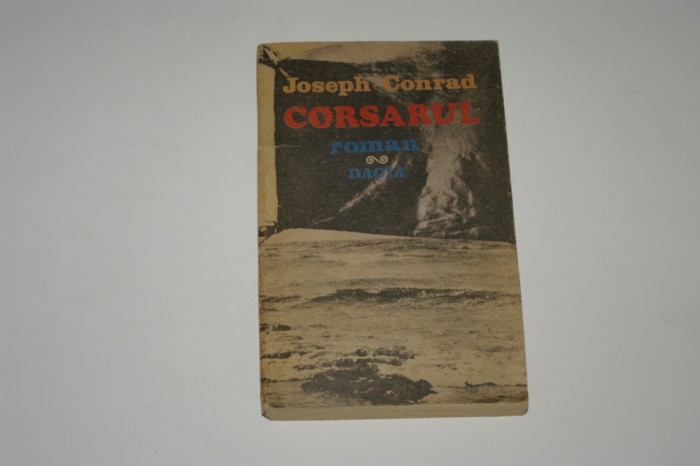 Joseph Conrad
CORSARUL
roman
DACIA